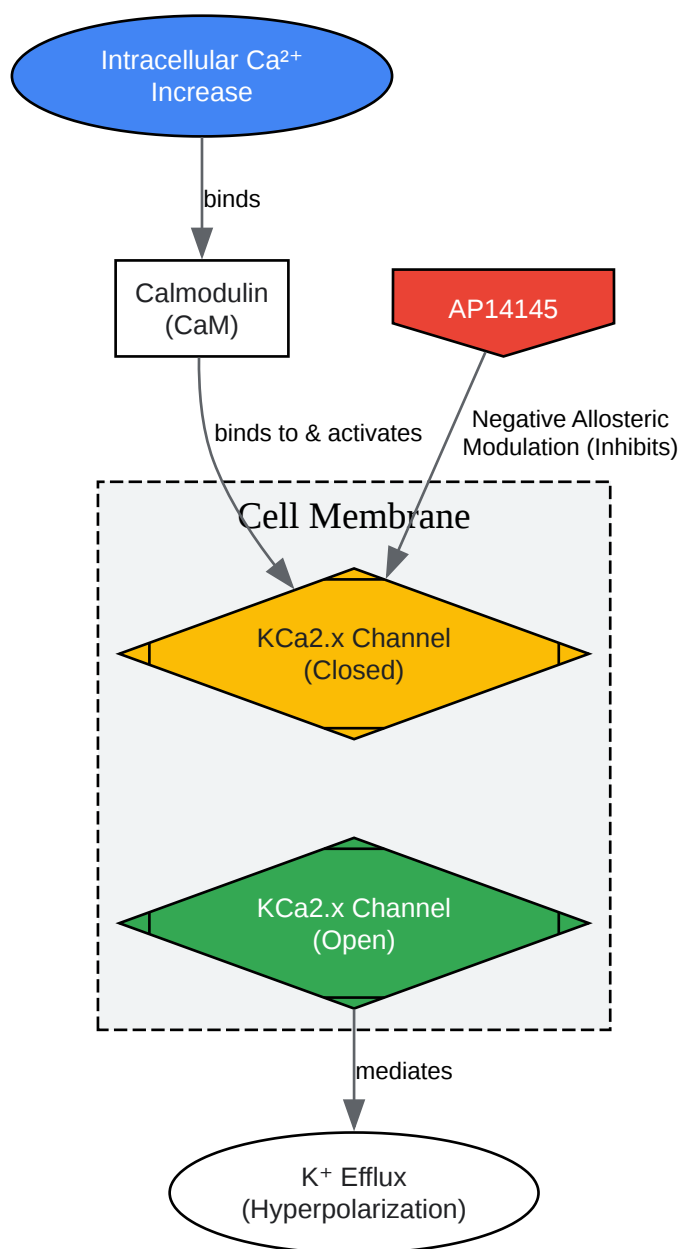 Intracellular Ca²⁺
Increase
binds
Calmodulin
(CaM)
AP14145
binds to & activates
Negative Allosteric
Modulation (Inhibits)
Cell Membrane
KCa2.x Channel
(Closed)
KCa2.x Channel
(Open)
mediates
K⁺ Efflux
(Hyperpolarization)